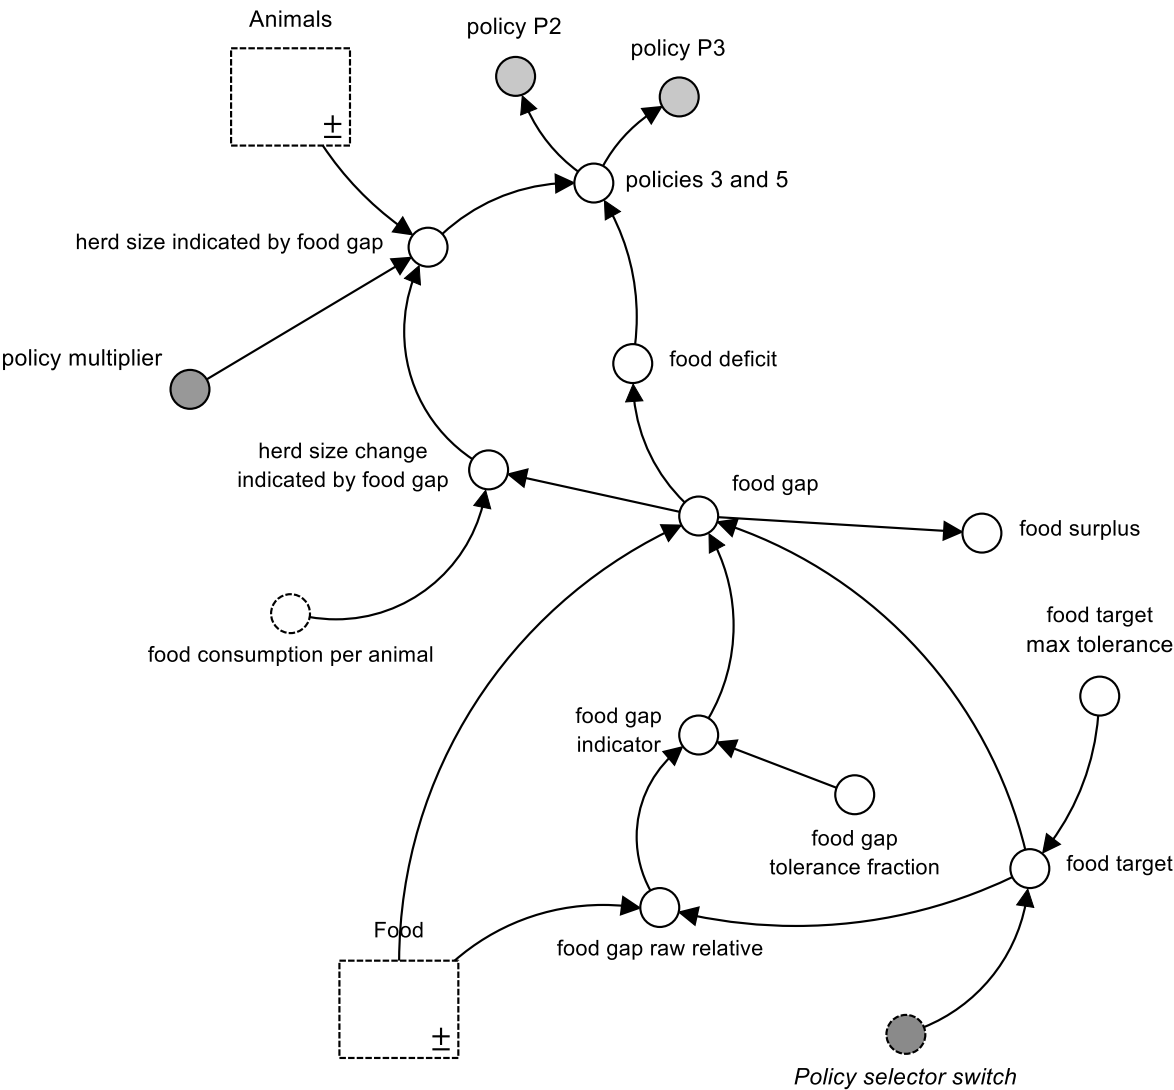 Animals
policy P2
policy P3
policies 3 and 5
herd size indicated by food gap
policy multiplier
food deficit
herd size change
indicated by food gap
food gap
food surplus
food consumption per animal
food target
max tolerance
food gap
indicator
food gap
tolerance fraction
food target
Food
food gap raw relative
Policy selector switch